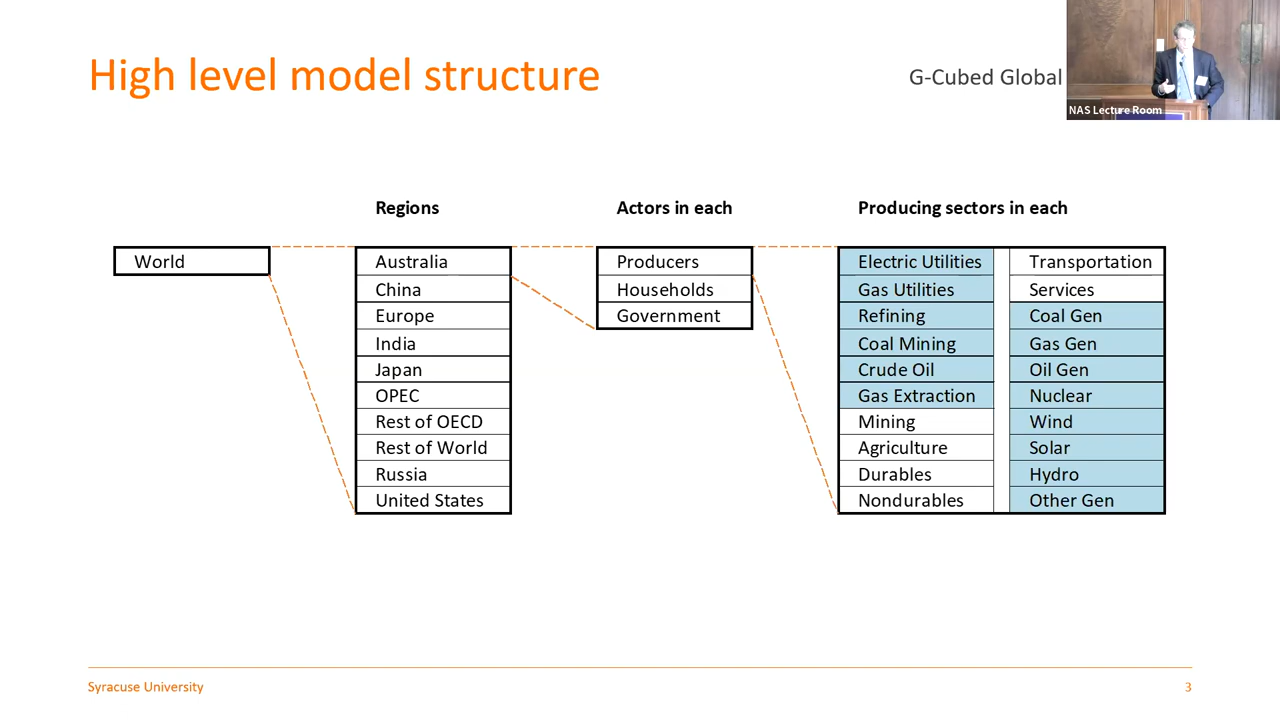 High level model structure
G-Cubed Global
NAS Lecture Room
Regions
Actors in each
Producing sectors in each
World
Australia
China
Europe
India
Japan
OPEC
Rest of OECD
Rest of World
Russia
United States
Producers
Households
Government
Electric Utilities
Gas Utilities
Refining
Coal Mining
Crude Oil
Gas Extraction
Mining
Agriculture
Durables
Nondurables
Transportation
Services
Coal Gen
Gas Gen
Oil Gen
Nuclear
Wind
Solar
Hydro
Other Gen
Syracuse University
3